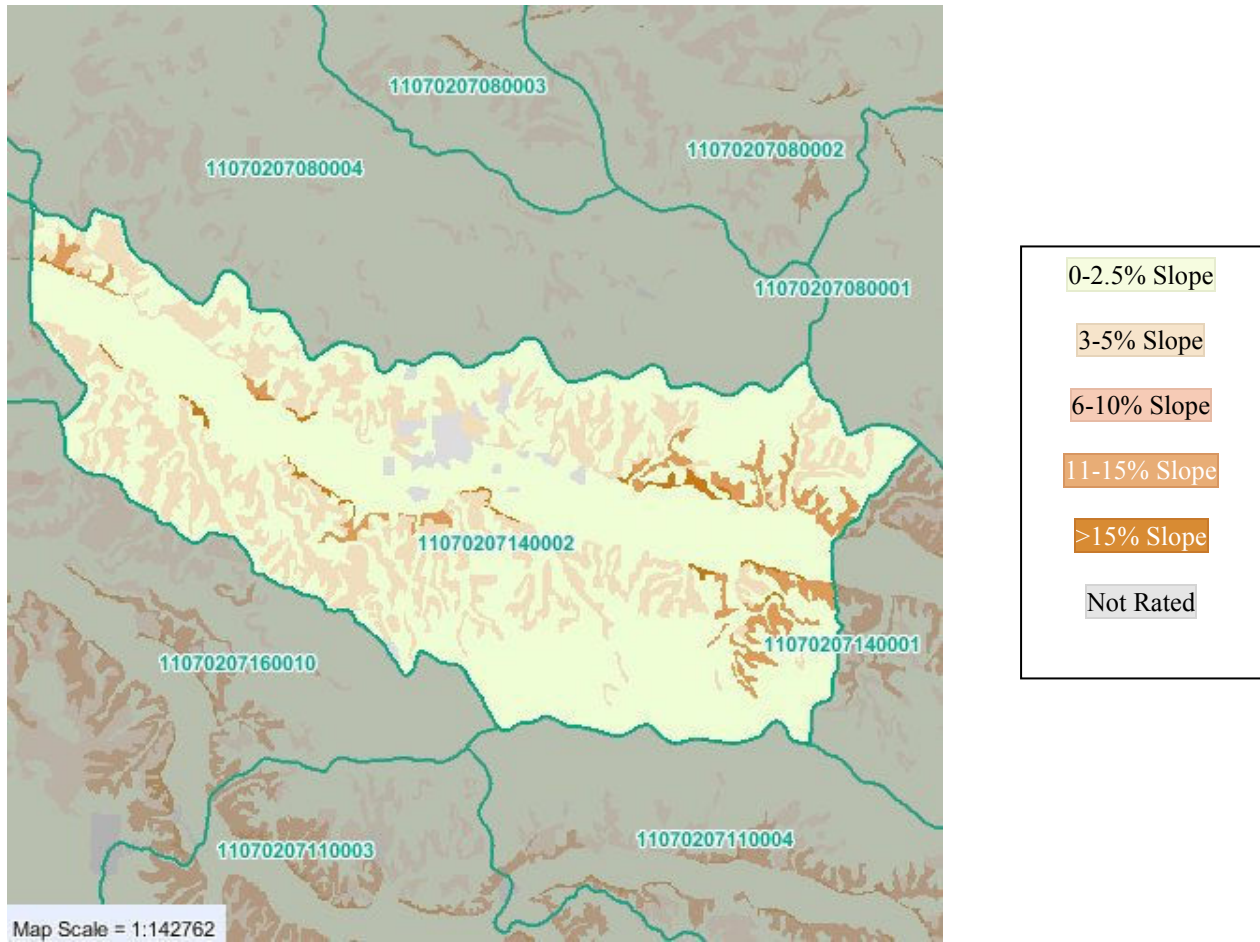 11070207080003
11070207080002
11070207080004
11070207080001
11070207140002
11070207140001
11070207160010
11070207110004
11070207110003
Map Scale = 1:142762
0-2.5% Slope
3-5% Slope
6-10% Slope
11-15% Slope
>15% Slope
Not Rated